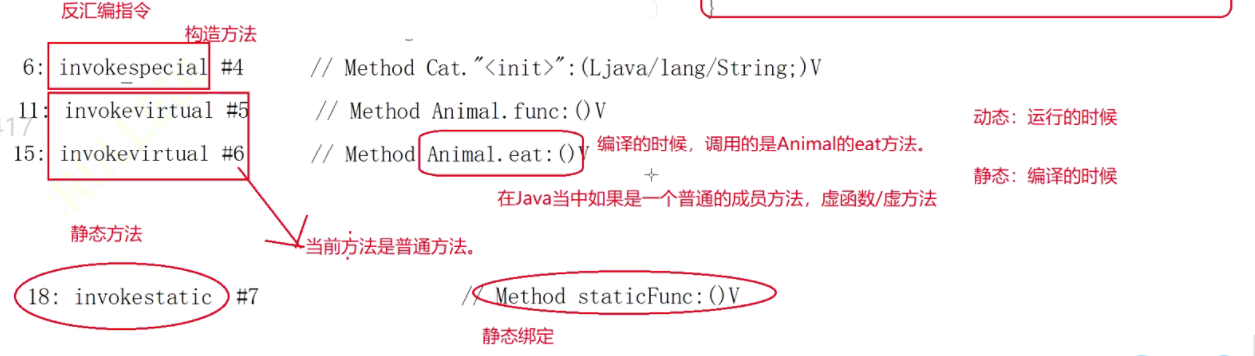 反汇编指令
构造方法
6: invokespecial #4 // Method Cat."<init>":(Ljava/lang/String;)V
11: invokevirtual #5 // Method Animal.func:()V
动态：运行的时候
417
15: invokevirtual #6 // Method Animal.eat:()V 编译的时候，调用的是Animal的eat方法。
静态：编译的时候
在Java当中如果是一个普通的成员方法，虚函数/虚方法
静态方法
当前方法是普通方法。
18: invokestatic #7 // Method staticFunc:()V
静态绑定